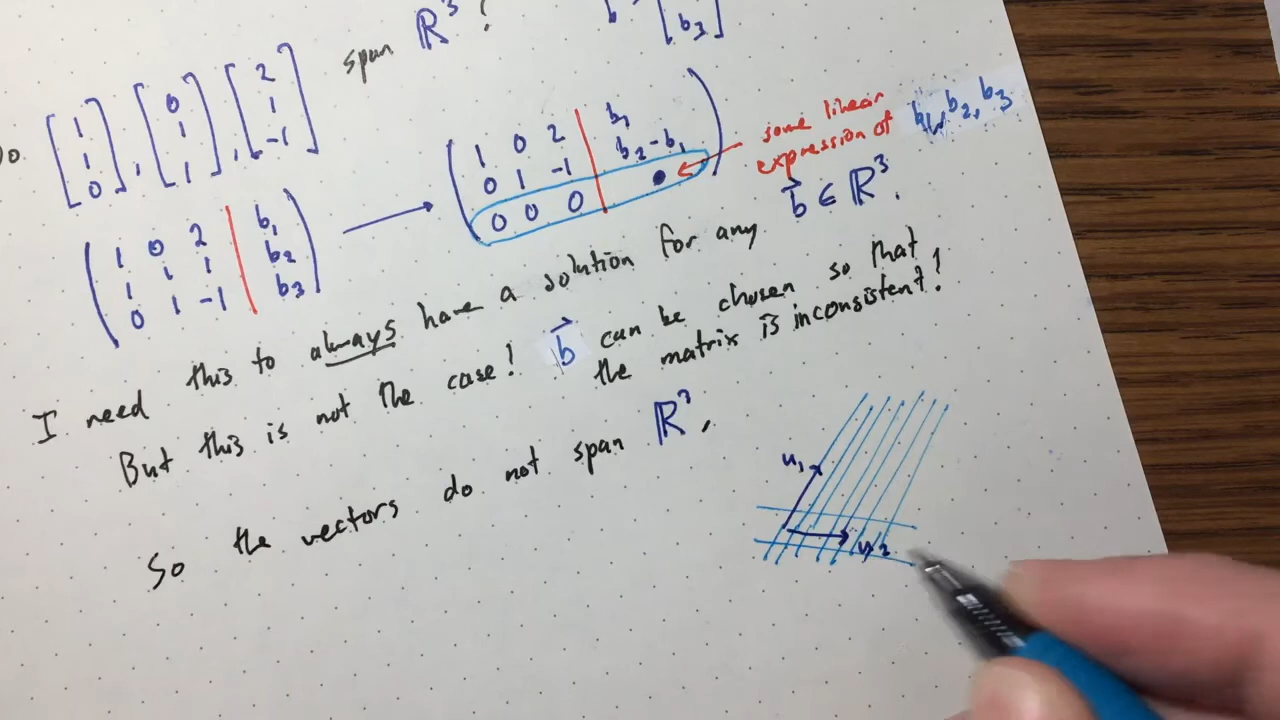 Do [1 1 0], [0 1 1], [2 1 -1] span ℝ³?
b [b₃]
( 1 0 2 | b₁
1 1 1 | b₂
0 1 -1 | b₃ )
( 1 0 2 | b₁
0 1 -1 | b₂-b₁
0 0 0 | • )
some linear
expression of b₁, b₂, b₃
I need this to always have a solution for any b⃗ ∈ ℝ³.
But this is not the case! b⃗ can be chosen so that
the matrix is inconsistent!
So the vectors do not span ℝ³.
u₁
u₂